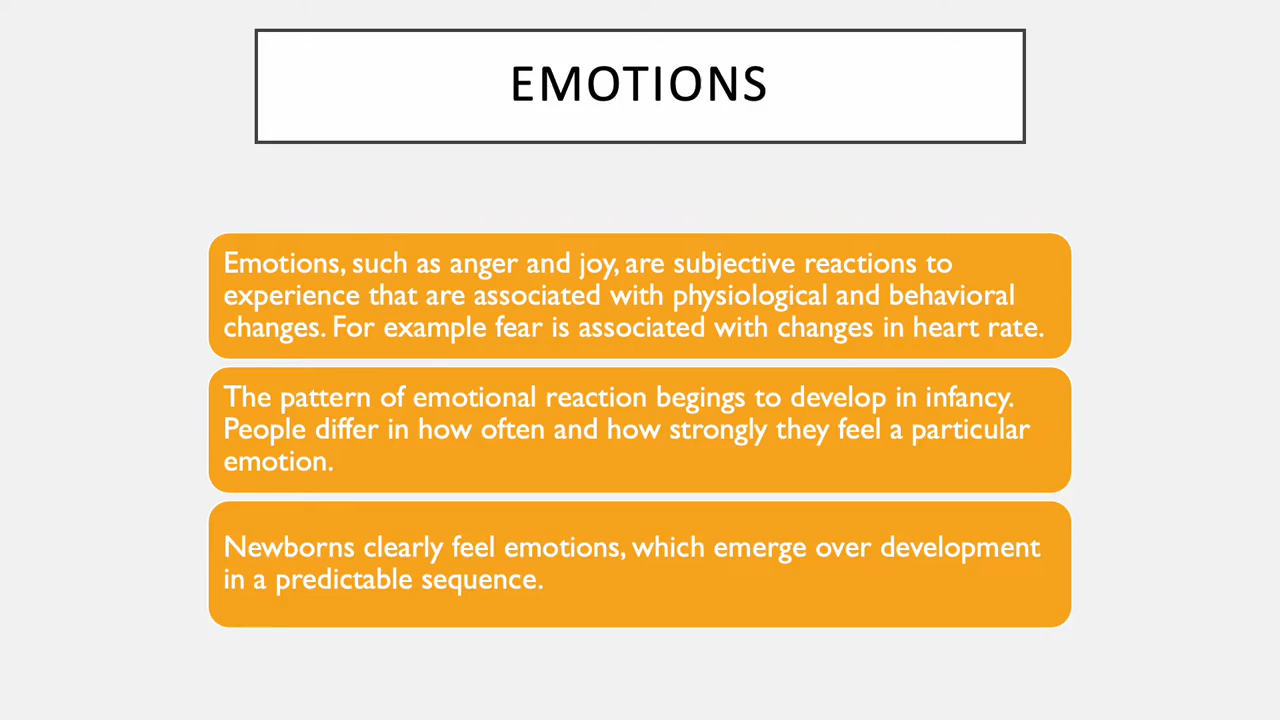 EMOTIONS
Emotions, such as anger and joy, are subjective reactions to
experience that are associated with physiological and behavioral
changes. For example fear is associated with changes in heart rate.
The pattern of emotional reaction begings to develop in infancy.
People differ in how often and how strongly they feel a particular
emotion.
Newborns clearly feel emotions, which emerge over development
in a predictable sequence.